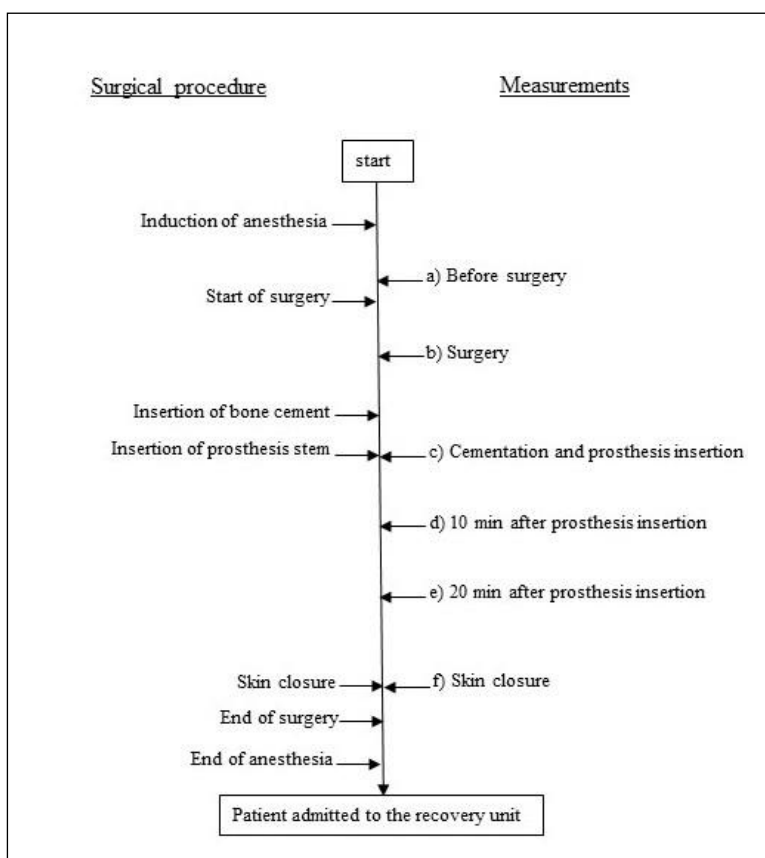 Surgical procedure
Measurements
start
Induction of anesthesia
a) Before surgery
Start of surgery
b) Surgery
Insertion of bone cement
Insertion of prosthesis stem
c) Cementation and prosthesis insertion
d) 10 min after prosthesis insertion
e) 20 min after prosthesis insertion
Skin closure
f) Skin closure
End of surgery
End of anesthesia
Patient admitted to the recovery unit